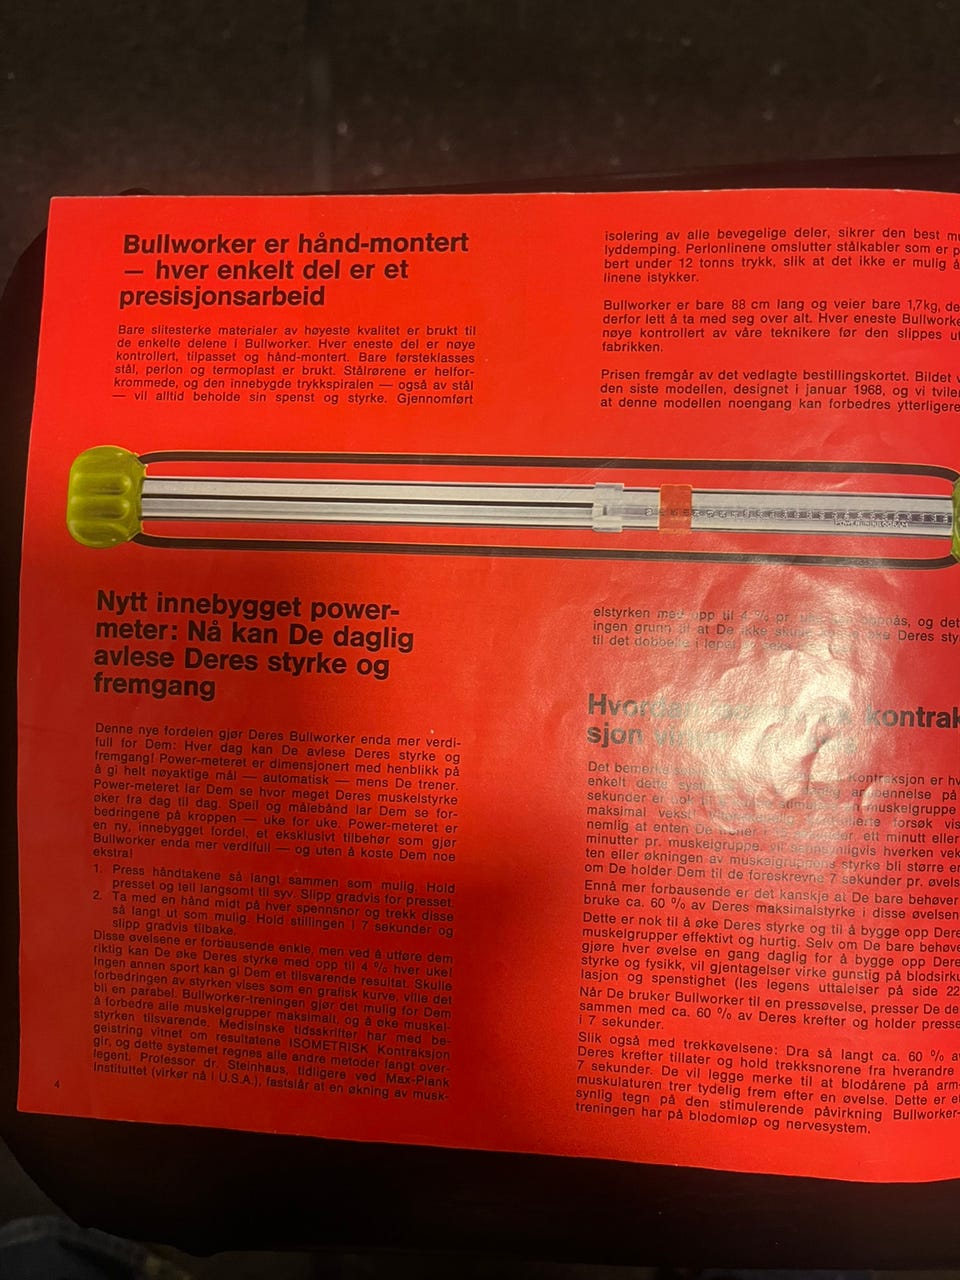 Bullworker er hånd-montert
— hver enkelt del er et
presisjonsarbeid
Bare slitesterke materialer av høyeste kvalitet er brukt til
de enkelte delene i Bullworker. Hver eneste del er nøye
kontrollert, tilpasset og hånd-montert. Bare førsteklasses
stål, perlon og termoplast er brukt. Stålrørene er helfor-
krommede, og den innebygde trykkspiralen — også av stål
— vil alltid beholde sin spenst og styrke. Gjennomført
isolering av alle bevegelige deler, sikrer den best
lyddemping. Perlonlinene omslutter stålkabler som er
bert under 12 tonns trykk, slik at det ikke er mulig å
linene istykker.
Bullworker er bare 88 cm lang og veier bare 1,7kg,
derfor lett å ta med seg over alt. Hver eneste
nøye kontrollert av våre teknikere før den slippes
fabrikken.
Prisen fremgår av det vedlagte bestillingskortet. Bildet
den siste modellen, designet i januar 1968, og vi
at denne modellen noengang kan forbedres ytterligere
Nytt innebygget power-
meter: Nå kan De daglig
avlese Deres styrke og
fremgang
Denne nye fordelen gjør Deres Bullworker enda mer verdi-
full for Dem: Hver dag kan De avlese Deres styrke og
fremgang! Power-meteret er dimensjonert med henblikk på
å gi helt nøyaktige mål — automatisk — mens De trener.
Power-meteret lar Dem se hvor meget Deres muskelstyrke
øker fra dag til dag. Speil og målebånd lar Dem se for-
bedringene på kroppen — uke for uke. Power-meteret er
en ny, innebygget fordel, et eksklusivt tilbehør som gjør
Bullworker enda mer verdifull — og uten å koste Dem noe
ekstra!
1. Press håndtakene så langt sammen som mulig. Hold
presset og tell langsomt til syv. Slipp gradvis for presset.
2. Ta med en hånd midt på hver spennsnor og trekk disse
så langt ut som mulig. Hold stillingen i 7 sekunder og
slipp gradvis tilbake.
Disse øvelsene er forbausende enkle, men ved å utføre dem
riktig kan De øke Deres styrke med opp til 4 % hver uke!
Ingen annen sport kan gi Dem et tilsvarende resultat. Skulle
forbedringen av styrken vises som en grafisk kurve, ville det
bli en parabel. Bullworker-treningen gjør det mulig for Dem
å forbedre alle muskelgrupper maksimalt, og å øke muskel-
styrken tilsvarende. Medisinske tidsskrifter har med be-
geistring vitnet om resultatene ISOMETRISK Kontraksjon
gir, og dette systemet regnes alle andre metoder langt over-
legent. Professor dr. Steinhaus, tidligere ved Max-Plank
Instituttet (virker nå i U.S.A.), fastslår at en økning av musk-
4
elstyrken med opp til 4 % pr. oppnås, og det
ingen grunn til at De ikke Deres
til det dobbelte i løpet
kontrak
sjon
Det Kontraksjon er
enkelt dette anspennelse på
sekunder er nok til muskelgruppe
maksimal vekst! forsøk
nemlig at enten De trener i ett minutt eller
minutter pr. muskelgruppe, vil sannsynligvis hverken
ten eller økningen av muskelgruppens styrke bli større
om De holder Dem til de foreskrevne 7 sekunder pr.
Ennå mer forbausende er det kanskje at De bare behøver
bruke ca. 60 % av Deres maksimalstyrke i disse øvelsen
Dette er nok til å øke Deres styrke og til å bygge opp Dere
muskelgrupper effektivt og hurtig. Selv om De bare behøve
gjøre hver øvelse en gang daglig for å bygge opp Dere
styrke og fysikk, vil gjentagelser virke gunstig på blodsirku
lasjon og spenstighet (les legens uttalelser på side 22
Når De bruker Bullworker til en pressøvelse, presser De de
sammen med ca. 60 % av Deres krefter og holder presse
i 7 sekunder.
Slik også med trekkøvelsene: Dra så langt ca. 60 % av
Deres krefter tillater og hold trekksnorene fra hverandre
7 sekunder. De vil legge merke til at blodårene på arm-
muskulaturen trer tydelig frem efter en øvelse. Dette er et
synlig tegn på den stimulerende påvirkning Bullworker-
treningen har på blodomløp og nervesystem.